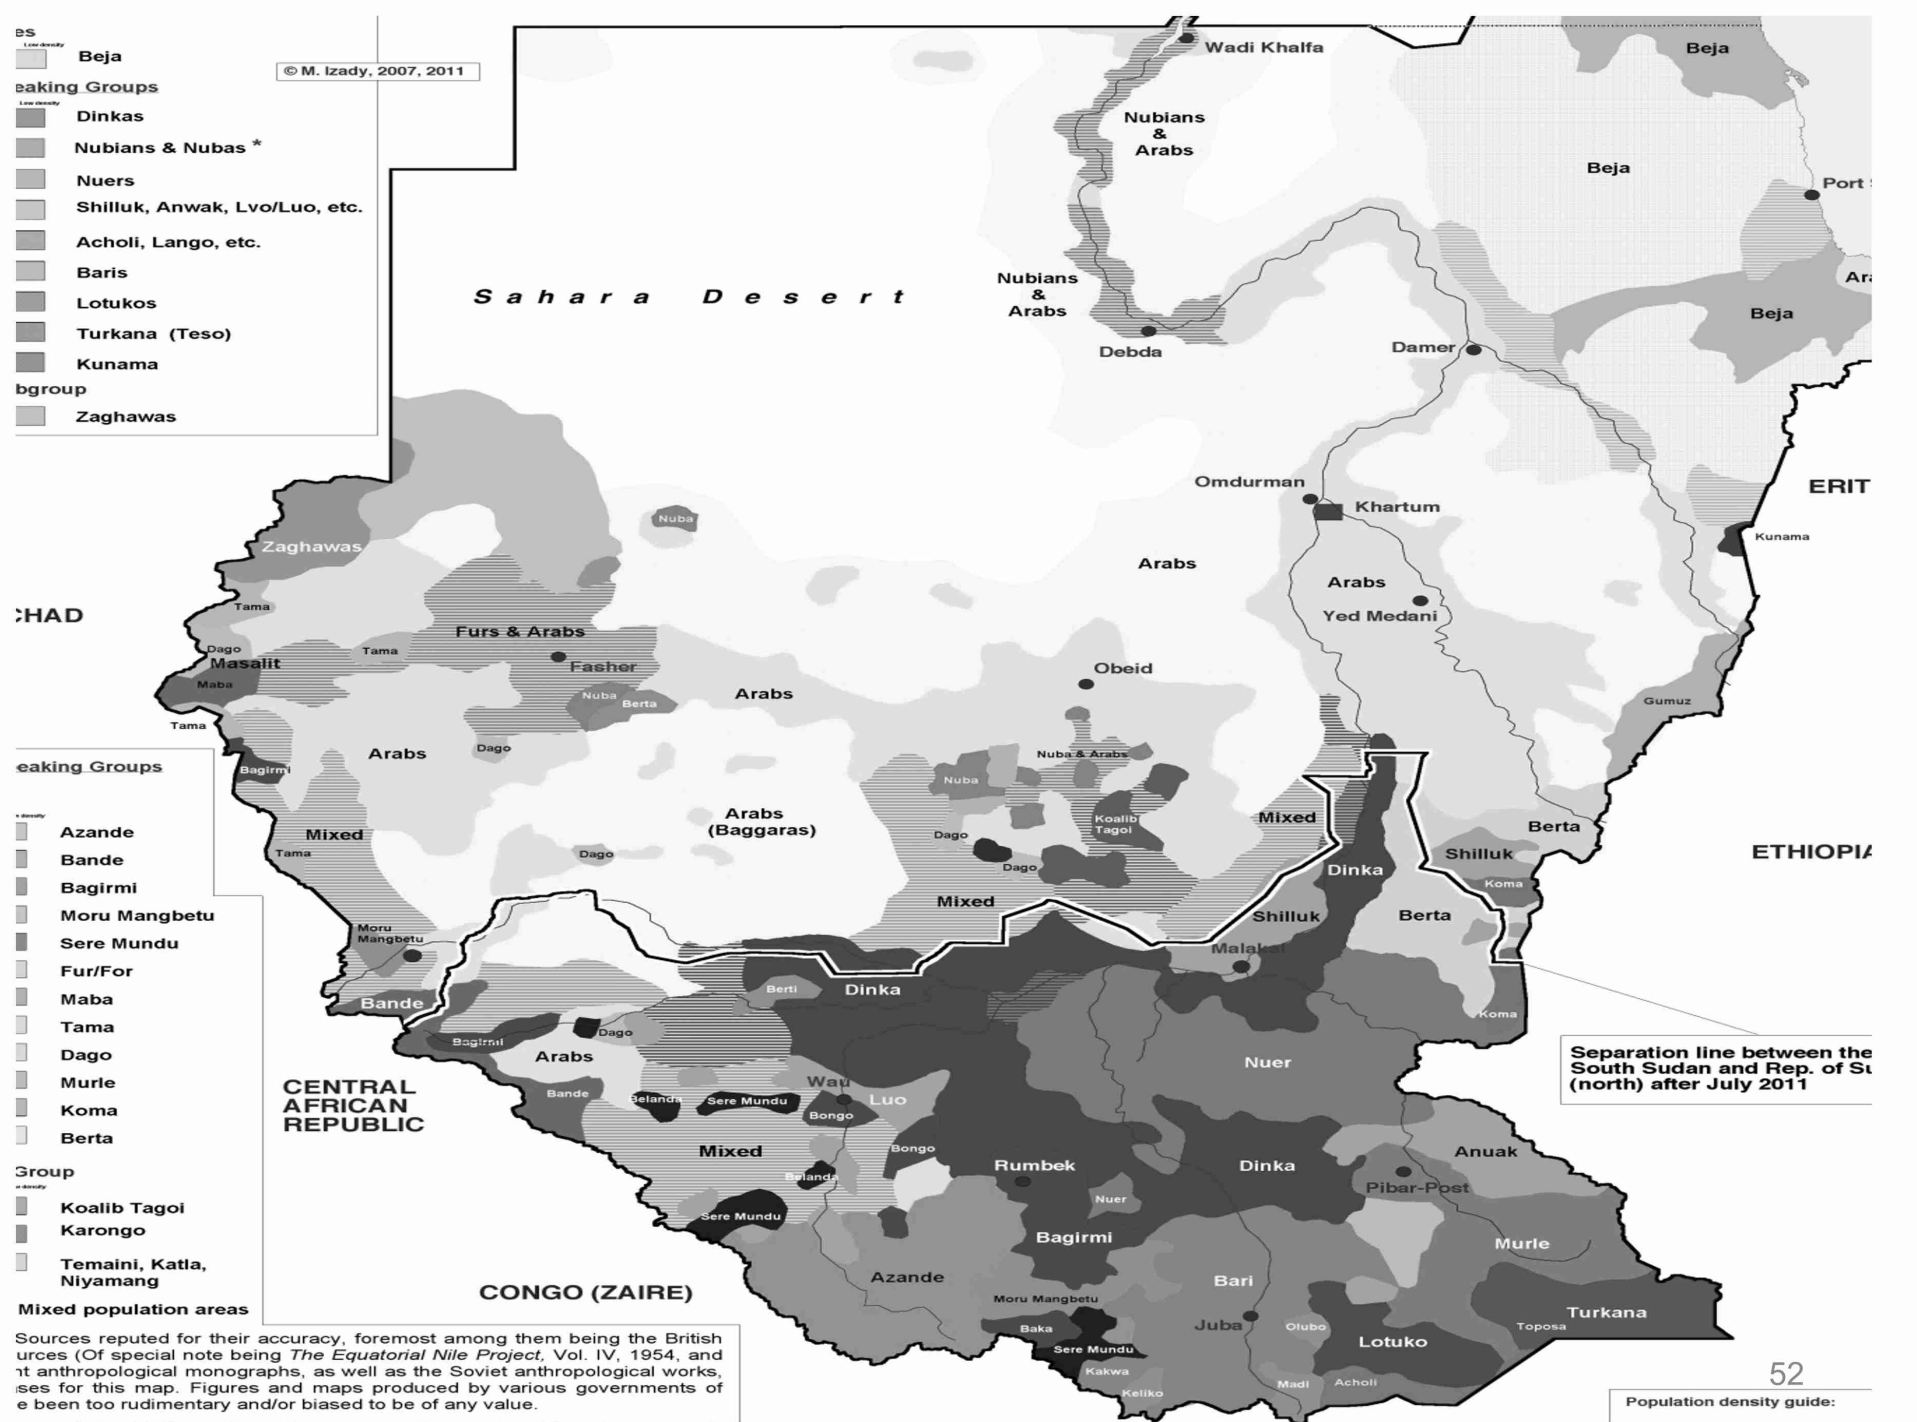 es
Low density
Beja
© M. Izady, 2007, 2011
eaking Groups
Low density
Dinkas
Nubians & Nubas *
Nuers
Shilluk, Anwak, Lvo/Luo, etc.
Acholi, Lango, etc.
Baris
Lotukos
Turkana (Teso)
Kunama
bgroup
Zaghawas
Wadi Khalfa
Nubians
&
Arabs
Beja
Beja
Port
Sahara Desert
Nubians
&
Arabs
Debda
Damer
Ara
Beja
Omdurman
Khartum
ERIT
Kunama
Nuba
Zaghawas
Arabs
Arabs
Yed Medani
CHAD
Tama
Furs & Arabs
Dago
Masalit
Tama
Fasher
Maba
Nuba
Berta
Arabs
Obeid
Gumuz
Tama
Arabs
Dago
Bagirmi
Nuba & Arabs
Nuba
Arabs
(Baggaras)
Koalib
Tagoi
Mixed
Berta
Mixed
Tama
Dago
Dago
Dago
Dinka
Shilluk
Koma
ETHIOPIA
Mixed
Shilluk
Berta
Moru
Mangbetu
Malakal
Bande
Berti
Dinka
Koma
eaking Groups
density
Azande
Bande
Bagirmi
Moru Mangbetu
Sere Mundu
Fur/For
Maba
Tama
Dago
Murle
Koma
Berta
Group
density
Koalib Tagoi
Karongo
Temaini, Katla,
Niyamang
Mixed population areas
Bagirmi
Dago
Arabs
Nuer
Separation line between the
South Sudan and Rep. of Su
(north) after July 2011
CENTRAL
AFRICAN
REPUBLIC
Bande
Belanda
Sere Mundu
Wau
Bongo
Luo
Mixed
Bongo
Belanda
Rumbek
Dinka
Anuak
Pibar-Post
Nuer
Sere Mundu
Bagirmi
Murle
CONGO (ZAIRE)
Azande
Bari
Moru Mangbetu
Baka
Juba
Olubo
Lotuko
Toposa
Turkana
Sere Mundu
Kakwa
Keliko
Madi
Acholi
52
Population density guide:
Sources reputed for their accuracy, foremost among them being the British
urces (Of special note being The Equatorial Nile Project, Vol. IV, 1954, and
nt anthropological monographs, as well as the Soviet anthropological works,
ses for this map. Figures and maps produced by various governments of
e been too rudimentary and/or biased to be of any value.